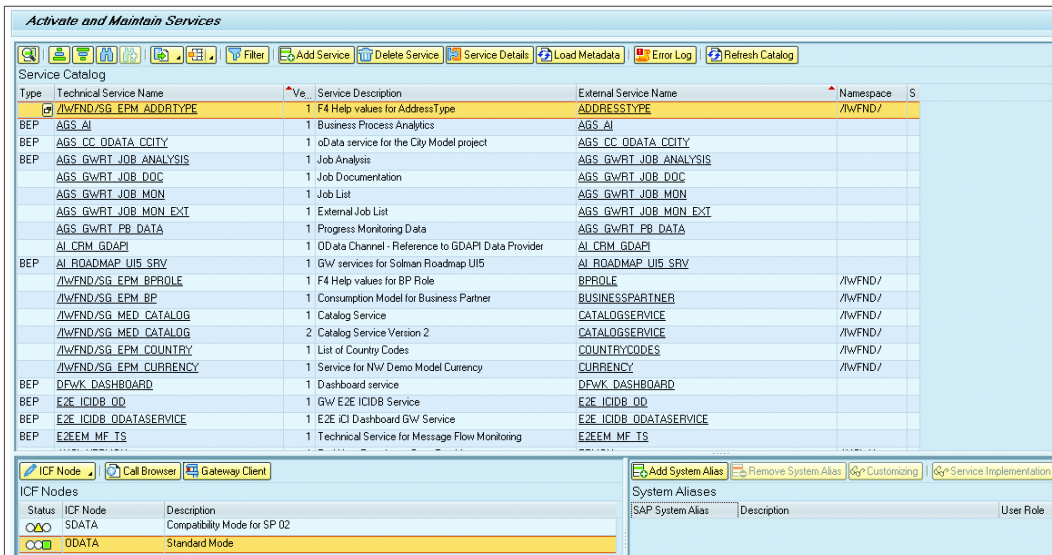 Activate and Maintain Services
Filter Add Service Delete Service Service Details Load Metadata Error Log Refresh Catalog
Service Catalog
Type Technical Service Name Ve... Service Description External Service Name Namespace S
/IWFND/SG_EPM_ADDRTYPE 1 F4 Help values for AddressType ADDRESSTYPE /IWFND/
BEP AGS_AI 1 Business Process Analytics AGS_AI
BEP AGS_CC_ODATA_CCITY 1 oData service for the City Model project AGS_CC_ODATA_CCITY
BEP AGS_GWRT_JOB_ANALYSIS 1 Job Analysis AGS_GWRT_JOB_ANALYSIS
AGS_GWRT_JOB_DOC 1 Job Documentation AGS_GWRT_JOB_DOC
AGS_GWRT_JOB_MON 1 Job List AGS_GWRT_JOB_MON
AGS_GWRT_JOB_MON_EXT 1 External Job List AGS_GWRT_JOB_MON_EXT
AGS_GWRT_PB_DATA 1 Progress Monitoring Data AGS_GWRT_PB_DATA
AI_CRM_GDAPI 1 OData Channel - Reference to GDAPI Data Provider AI_CRM_GDAPI
BEP AI_ROADMAP_UI5_SRV 1 GW services for Solman Roadmap UI5 AI_ROADMAP_UI5_SRV
/IWFND/SG_EPM_BPROLE 1 F4 Help values for BP Role BPROLE /IWFND/
/IWFND/SG_EPM_BP 1 Consumption Model for Business Partner BUSINESSPARTNER /IWFND/
/IWFND/SG_MED_CATALOG 1 Catalog Service CATALOGSERVICE /IWFND/
/IWFND/SG_MED_CATALOG 2 Catalog Service Version 2 CATALOGSERVICE /IWFND/
/IWFND/SG_EPM_COUNTRY 1 List of Country Codes COUNTRYCODES /IWFND/
/IWFND/SG_EPM_CURRENCY 1 Service for NW Demo Model Currency CURRENCY /IWFND/
BEP DFWK_DASHBOARD 1 Dashboard service DFWK_DASHBOARD
BEP E2E_ICIDB_OD 1 GW E2E ICIDB Service E2E_ICIDB_OD
BEP E2E_ICIDB_ODATASERVICE 1 E2E iCI Dashboard GW Service E2E_ICIDB_ODATASERVICE
BEP E2EEM_MF_TS 1 Technical Service for Message Flow Monitoring E2EEM_MF_TS
ICF Node Call Browser Gateway Client
ICF Nodes
Status ICF Node Description
SDATA Compatibility Mode for SP 02
ODATA Standard Mode
Add System Alias Remove System Alias Customizing Service Implementation
System Aliases
SAP System Alias Description User Role